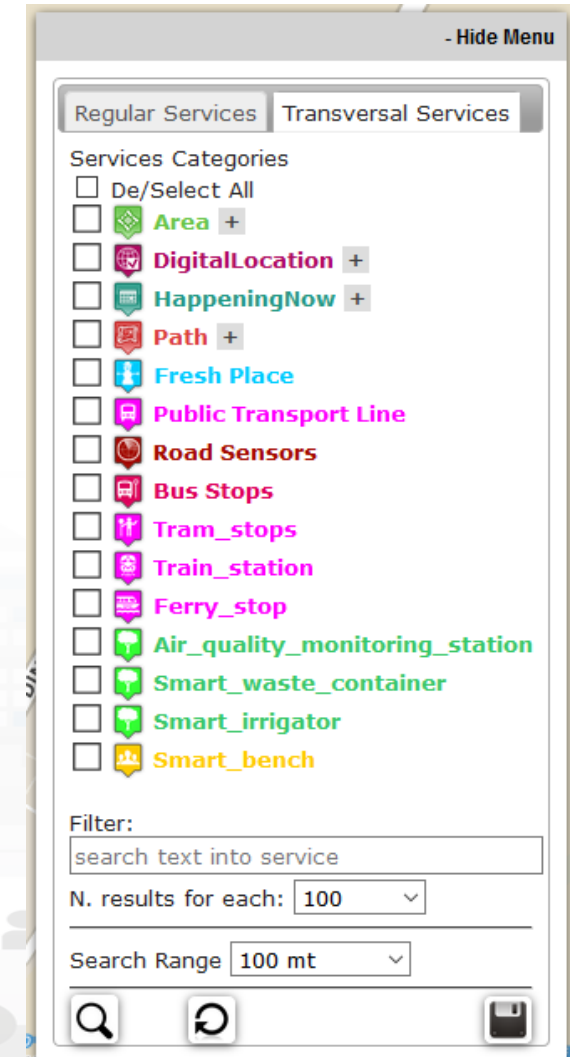 - Hide Menu
Regular Services Transversal Services
Services Categories
De/Select All
Area +
DigitalLocation +
HappeningNow +
Path +
Fresh Place
Public Transport Line
Road Sensors
Bus Stops
Tram_stops
Train_station
Ferry_stop
Air_quality_monitoring_station
Smart_waste_container
Smart_irrigator
Smart_bench
Filter:
search text into service
N. results for each: 100
Search Range 100 mt